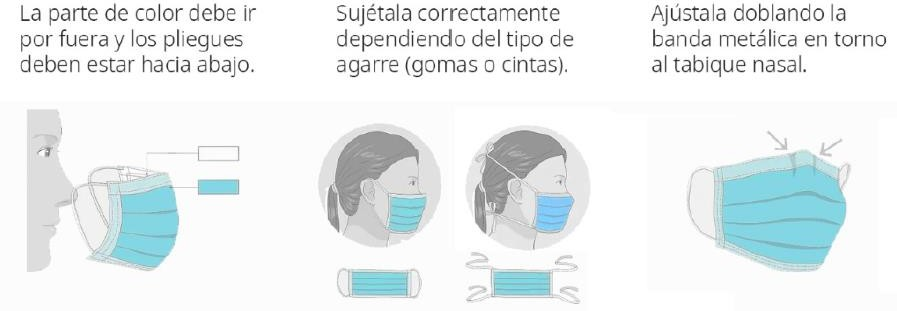 La parte de color debe ir
por fuera y los pliegues
deben estar hacia abajo.
Sujétala correctamente
dependiendo del tipo de
agarre (gomas o cintas).
Ajústala doblando la
banda metálica en torno
al tabique nasal.